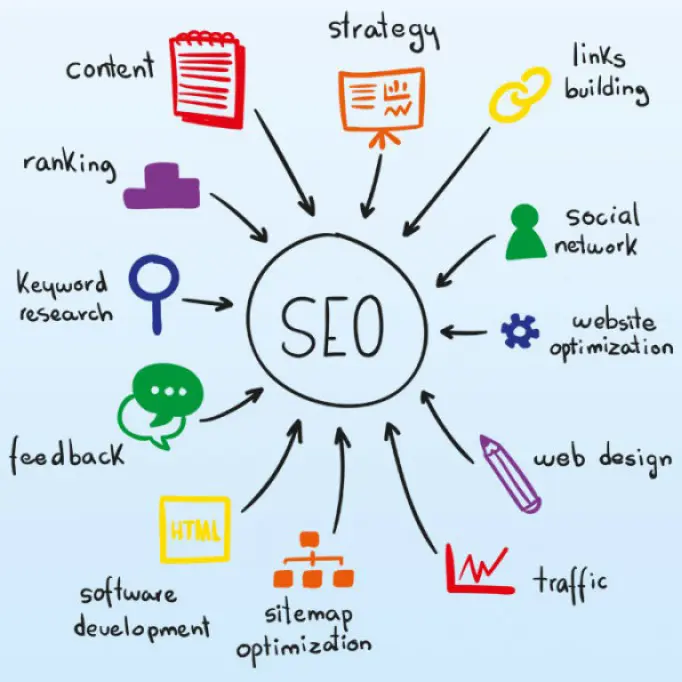 strategy
content
links
building
ranking
social
network
Keyword
research
SEO
website
optimization
feedback
web design
HTML
software
development
sitemap
optimization
traffic